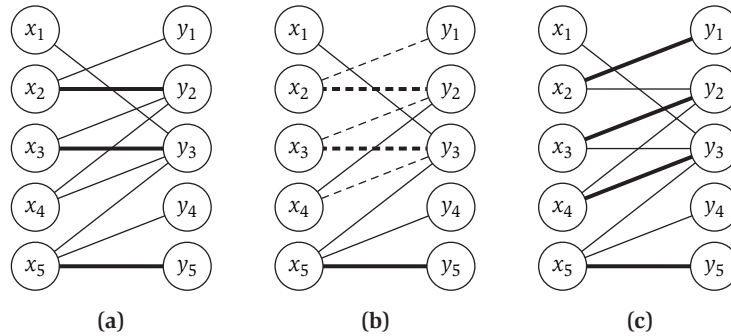 x1 y1 x1 y1 x1 y1
x2 y2 x2 y2 x2 y2
x3 y3 x3 y3 x3 y3
x4 y4 x4 y4 x4 y4
x5 y5 x5 y5 x5 y5
(a) (b) (c)